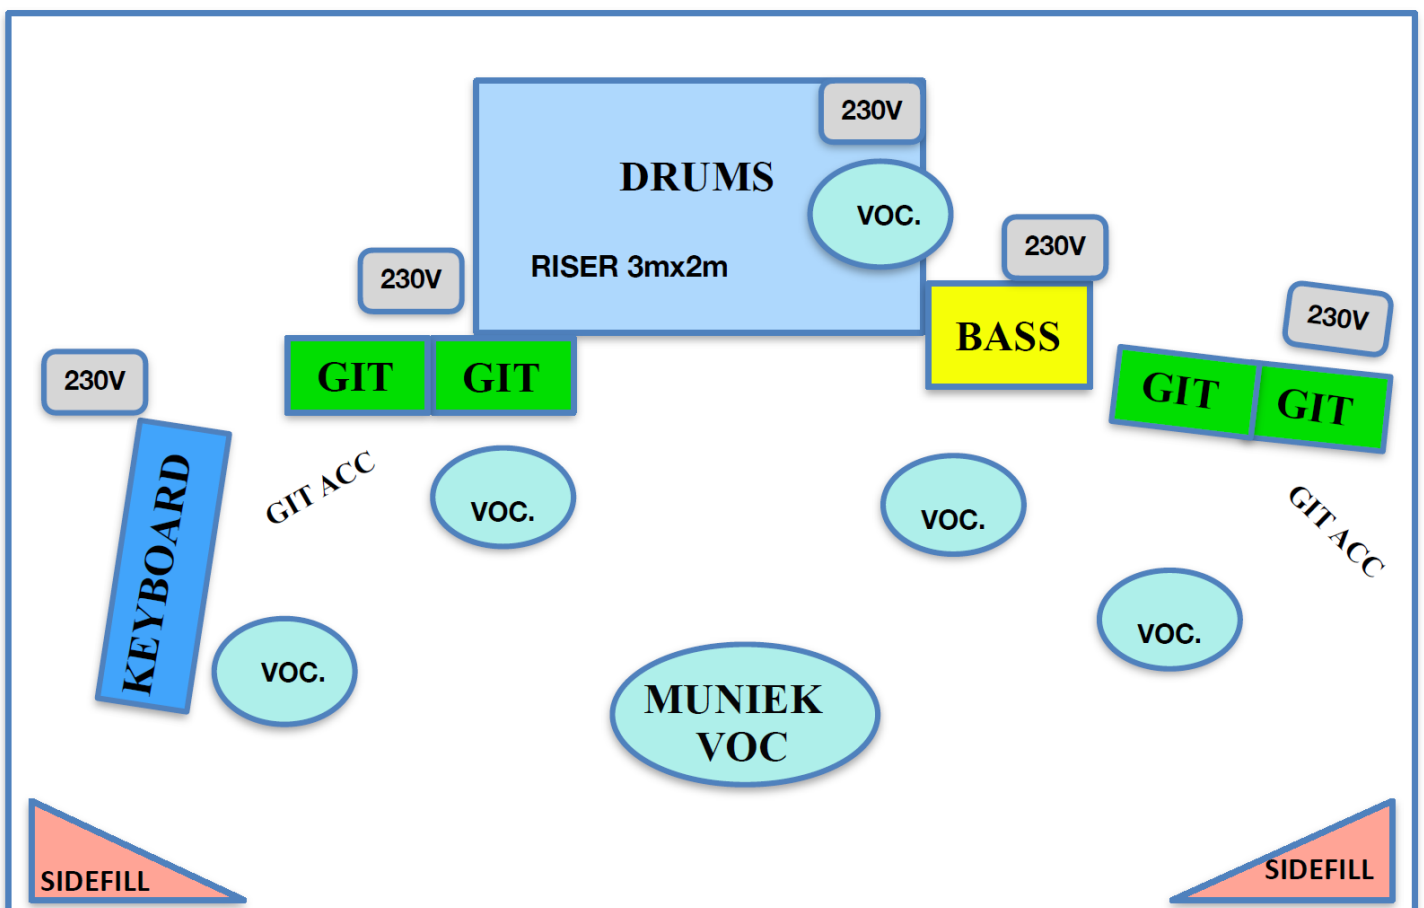 230V
DRUMS
VOC.
RISER 3mx2m
230V
230V
230V
230V
GIT
GIT
BASS
GIT
GIT
KEYBOARD
GIT ACC
VOC.
VOC.
GIT ACC
VOC.
VOC.
MUNIEK
VOC
SIDEFILL
SIDEFILL